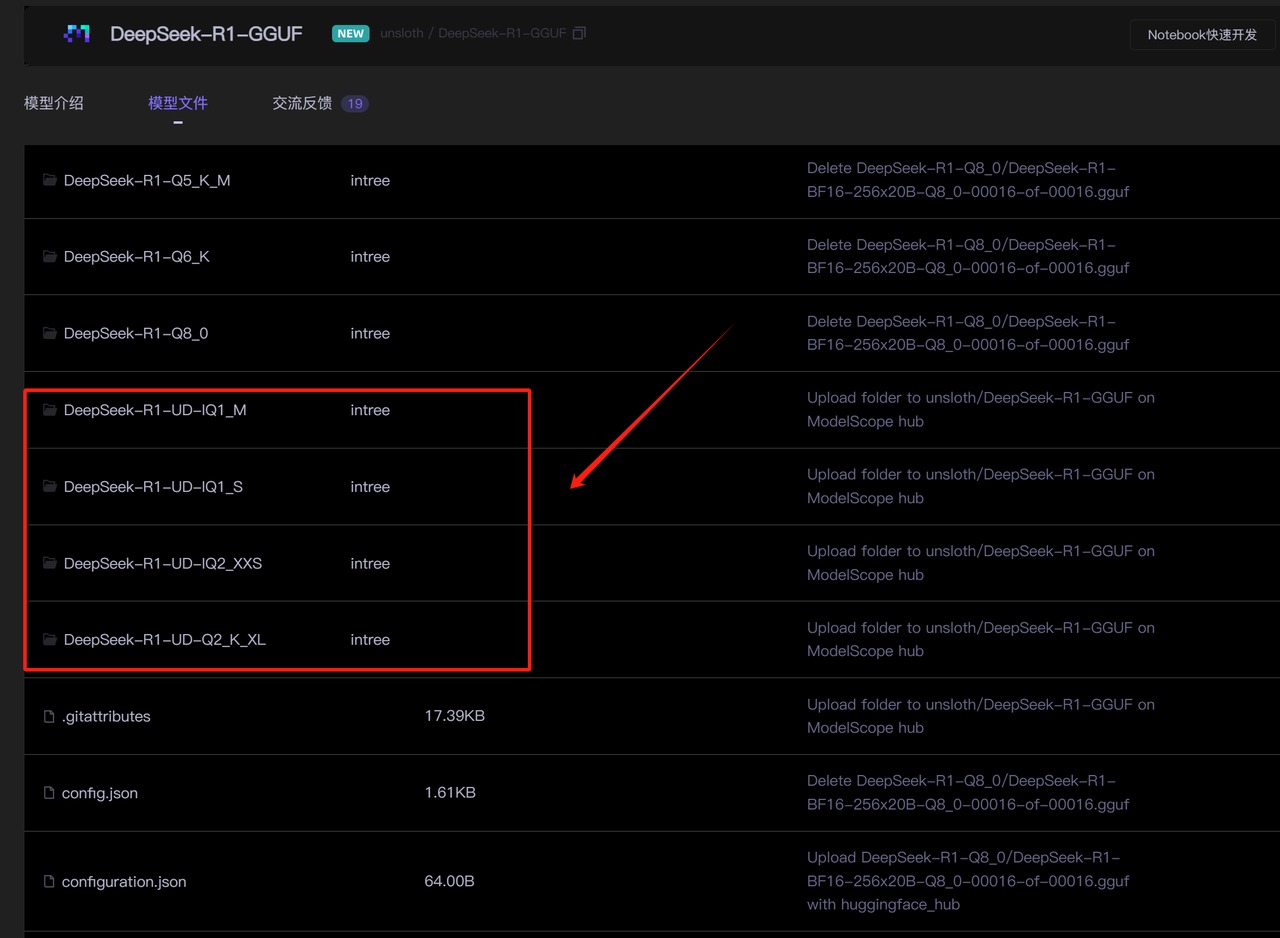 DeepSeek-R1-GGUF NEW unsloth / DeepSeek-R1-GGUF Notebook快速开发
模型介绍 模型文件 交流反馈 19
DeepSeek-R1-Q5_K_M intree Delete DeepSeek-R1-Q8_0/DeepSeek-R1-
BF16-256x20B-Q8_0-00016-of-00016.gguf
DeepSeek-R1-Q6_K intree Delete DeepSeek-R1-Q8_0/DeepSeek-R1-
BF16-256x20B-Q8_0-00016-of-00016.gguf
DeepSeek-R1-Q8_0 intree Delete DeepSeek-R1-Q8_0/DeepSeek-R1-
BF16-256x20B-Q8_0-00016-of-00016.gguf
DeepSeek-R1-UD-IQ1_M intree Upload folder to unsloth/DeepSeek-R1-GGUF on
ModelScope hub
DeepSeek-R1-UD-IQ1_S intree Upload folder to unsloth/DeepSeek-R1-GGUF on
ModelScope hub
DeepSeek-R1-UD-IQ2_XXS intree Upload folder to unsloth/DeepSeek-R1-GGUF on
ModelScope hub
DeepSeek-R1-UD-Q2_K_XL intree Upload folder to unsloth/DeepSeek-R1-GGUF on
ModelScope hub
.gitattributes 17.39KB Upload folder to unsloth/DeepSeek-R1-GGUF on
ModelScope hub
config.json 1.61KB Delete DeepSeek-R1-Q8_0/DeepSeek-R1-
BF16-256x20B-Q8_0-00016-of-00016.gguf
configuration.json 64.00B Upload DeepSeek-R1-Q8_0/DeepSeek-R1-
BF16-256x20B-Q8_0-00016-of-00016.gguf
with huggingface_hub